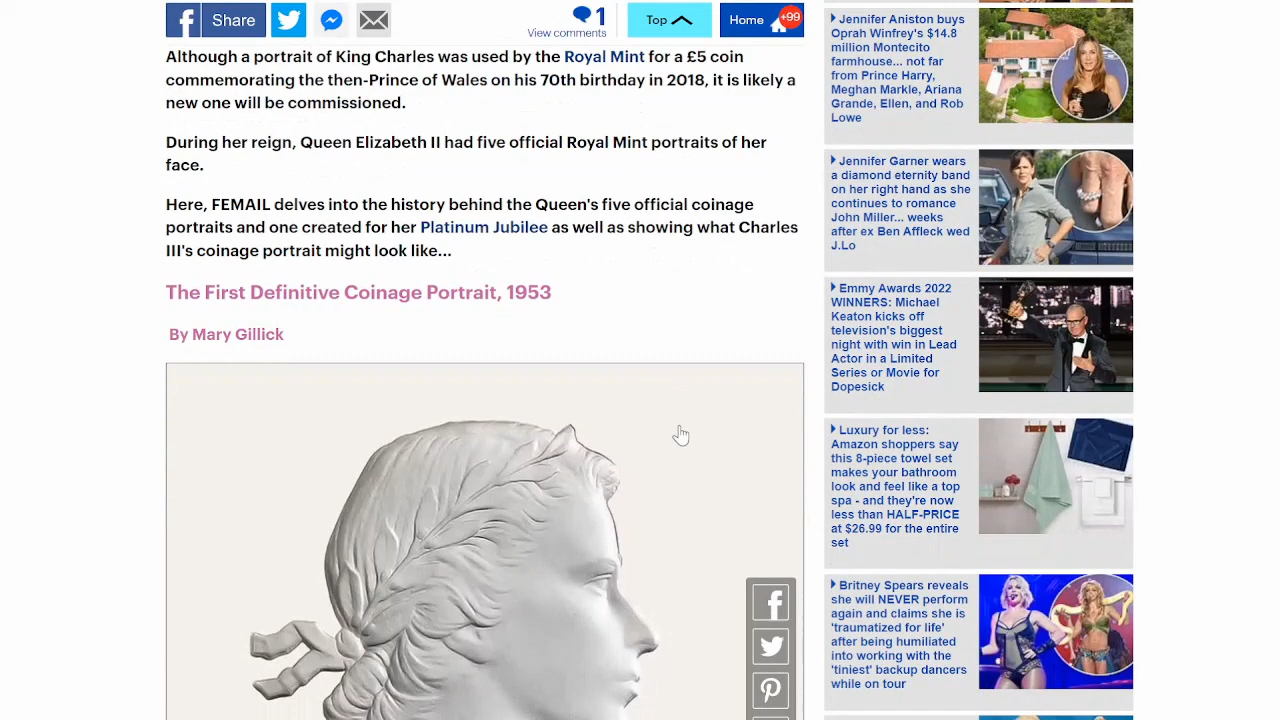 Share
1
View comments
Top
Home
+99
Although a portrait of King Charles was used by the Royal Mint for a £5 coin
commemorating the then-Prince of Wales on his 70th birthday in 2018, it is likely a
new one will be commissioned.
During her reign, Queen Elizabeth II had five official Royal Mint portraits of her
face.
Here, FEMAIL delves into the history behind the Queen's five official coinage
portraits and one created for her Platinum Jubilee as well as showing what Charles
III's coinage portrait might look like...
The First Definitive Coinage Portrait, 1953
By Mary Gillick
Jennifer Aniston buys
Oprah Winfrey's $14.8
million Montecito
farmhouse... not far
from Prince Harry,
Meghan Markle, Ariana
Grande, Ellen, and Rob
Lowe
Jennifer Garner wears
a diamond eternity band
on her right hand as she
continues to romance
John Miller... weeks
after ex Ben Affleck wed
J.Lo
Emmy Awards 2022
WINNERS: Michael
Keaton kicks off
television's biggest
night with win in Lead
Actor in a Limited
Series or Movie for
Dopesick
Luxury for less:
Amazon shoppers say
this 8-piece towel set
makes your bathroom
look and feel like a top
spa - and they're now
less than HALF-PRICE
at $26.99 for the entire
set
Britney Spears reveals
she will NEVER perform
again and claims she is
'traumatized for life'
after being humiliated
into working with the
'tiniest' backup dancers
while on tour